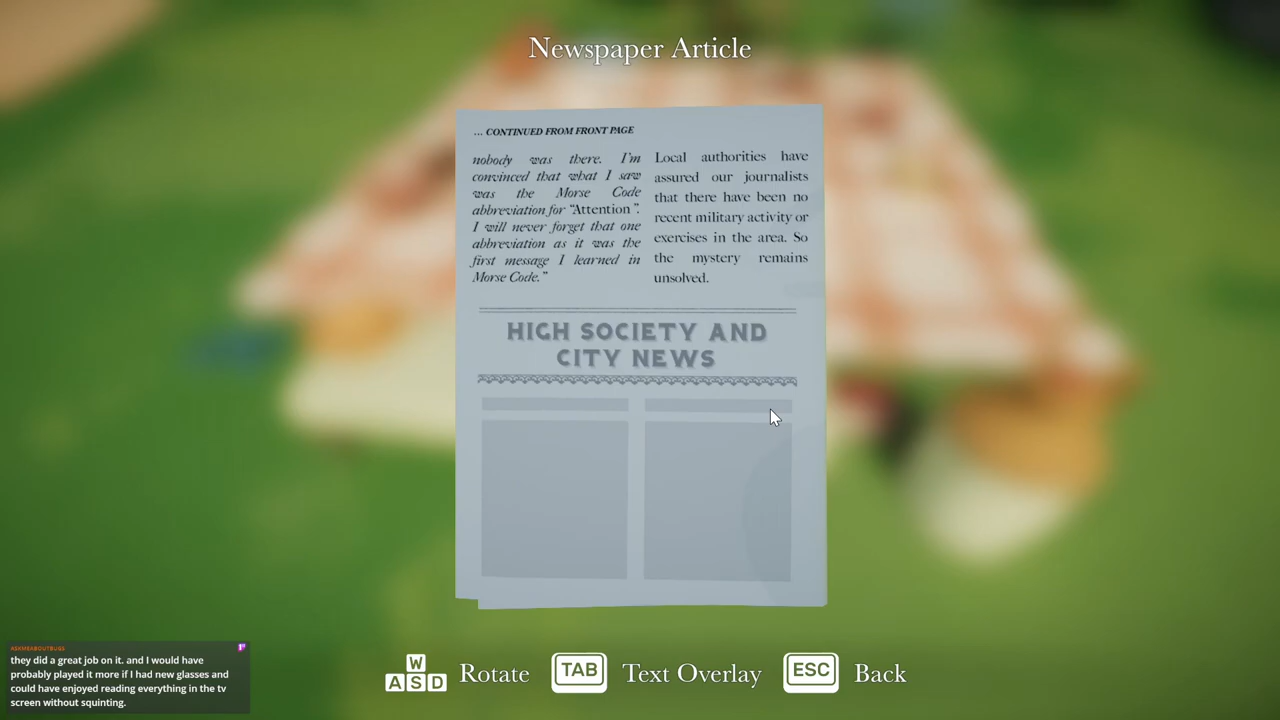 Newspaper Article
... CONTINUED FROM FRONT PAGE
nobody was there. I'm
convinced that what I saw
was the Morse Code
abbreviation for "Attention".
I will never forget that one
abbreviation as it was the
first message I learned in
Morse Code."
Local authorities have
assured our journalists
that there have been no
recent military activity or
exercises in the area. So
the mystery remains
unsolved.
HIGH SOCIETY AND
CITY NEWS
ASKMEABOUTBUGS
they did a great job on it. and I would have
probably played it more if I had new glasses and
could have enjoyed reading everything in the tv
screen without squinting.
W
A S D
Rotate
TAB
Text Overlay
ESC
Back